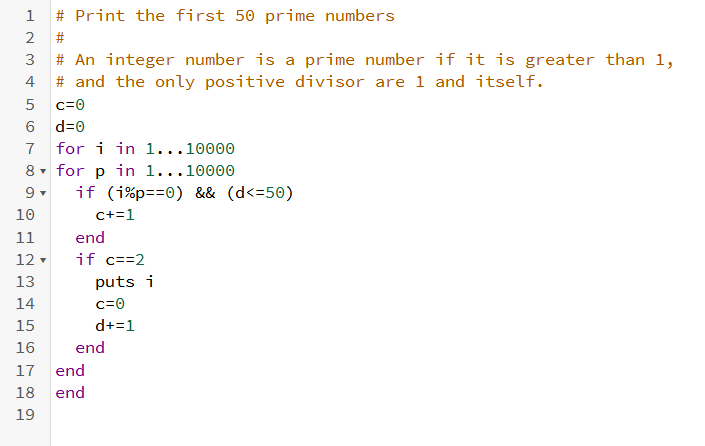 1 # Print the first 50 prime numbers
2 #
3 # An integer number is a prime number if it is greater than 1,
4 # and the only positive divisor are 1 and itself.
5 c=0
6 d=0
7 for i in 1...10000
8 for p in 1...10000
9   if (i%p==0) && (d<=50)
10     c+=1
11   end
12   if c==2
13     puts i
14     c=0
15     d+=1
16   end
17 end
18 end
19